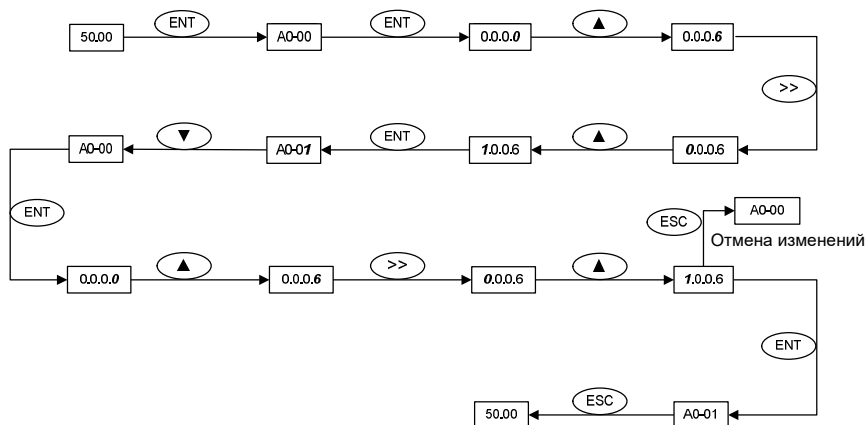 50.00 ENT A0-00 ENT 0.0.0.0 ▲ 0.0.0.6
>>
A0-00 ▼ A0-01 ENT 1.0.0.6 ▲ 0.0.0.6
ENT
ESC A0-00
Отмена изменений
0.0.0.0 ▲ 0.0.0.6 >> 0.0.0.6 ▲ 1.0.0.6
ENT
50.00 ESC A0-01